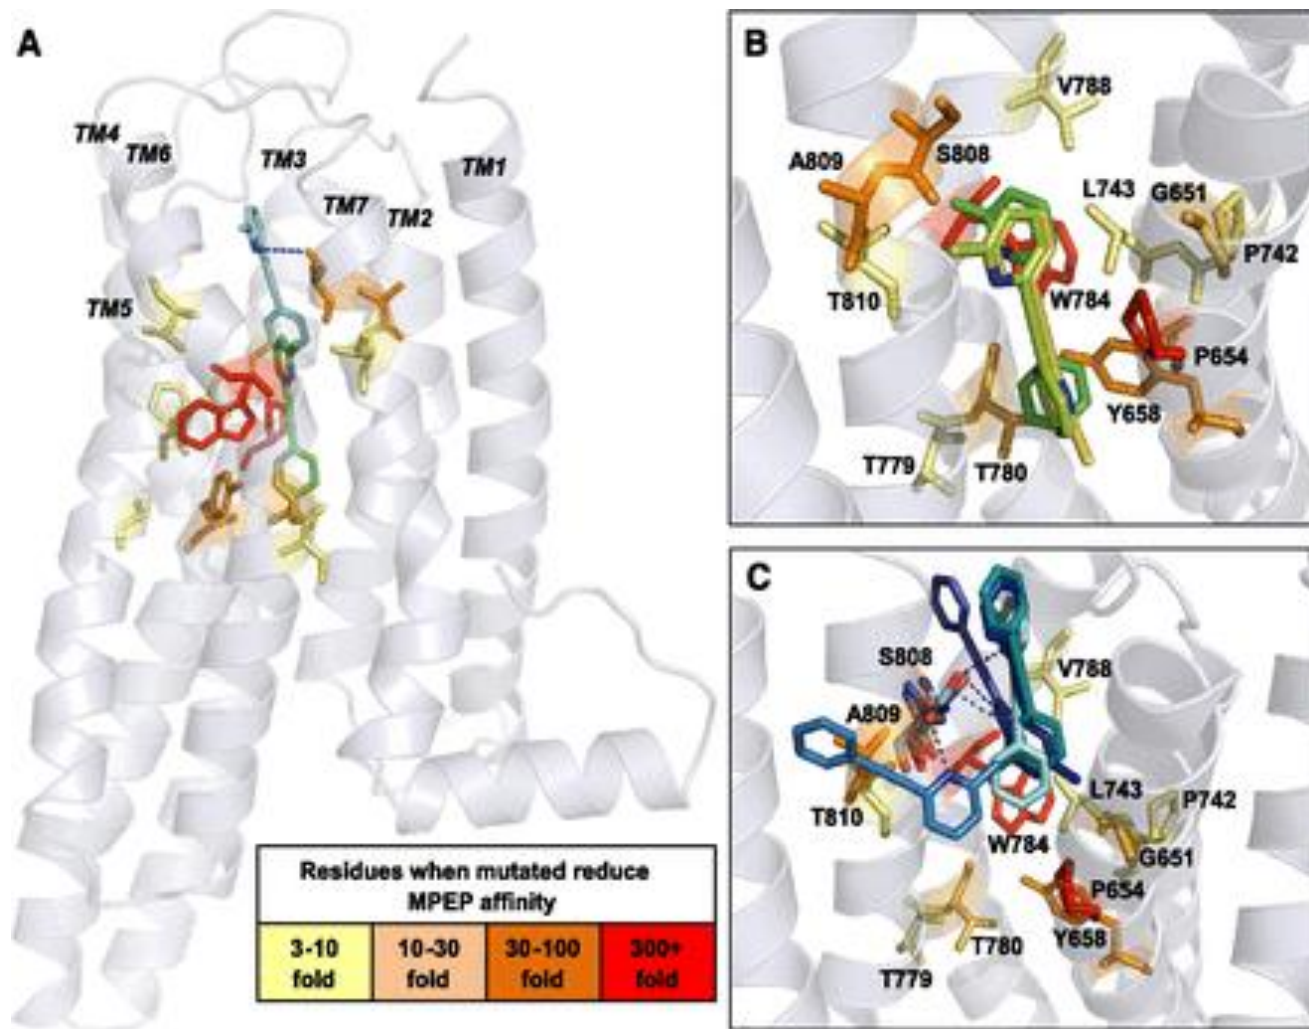 A
TM4
TM6
TM3
TM1
TM7
TM2
TM5
Residues when mutated reduce
MPEP affinity
3-10 10-30 30-100 300+
fold fold fold fold
B
V788
A809
S808
L743 G651
P742
T810
W784
P654
Y658
T779
T780
C
S808
V788
A809
L743
P742
T810
W784
G651
P654
Y658
T780
T779